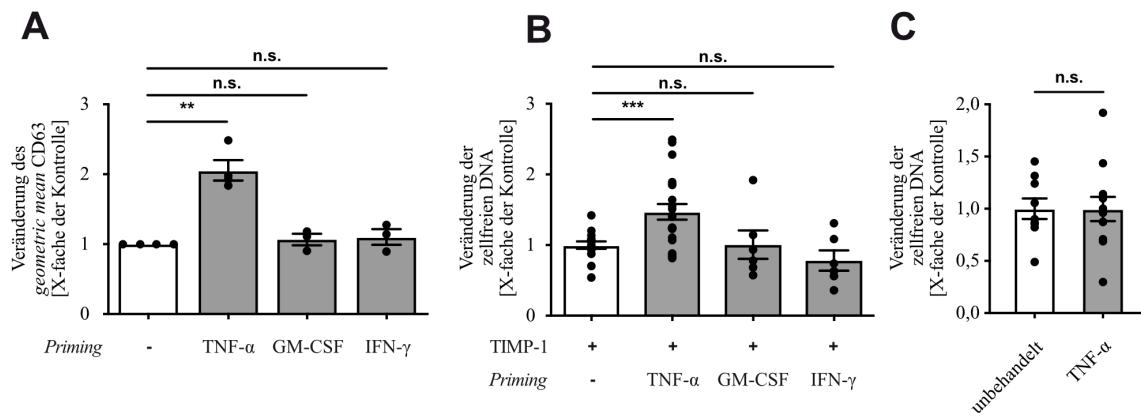 A
n.s.
n.s.
**
Veränderung des
geometric mean CD63
[X-fache der Kontrolle]
3
2
1
0
Priming - TNF-α GM-CSF IFN-γ
B
n.s.
n.s.
***
Veränderung der
zellfreien DNA
[X-fache der Kontrolle]
3
2
1
0
TIMP-1 + + + +
Priming - TNF-α GM-CSF IFN-γ
C
n.s.
Veränderung der
zellfreien DNA
[X-fache der Kontrolle]
2,0
1,5
1,0
0,5
0,0
unbehandelt
TNF-α